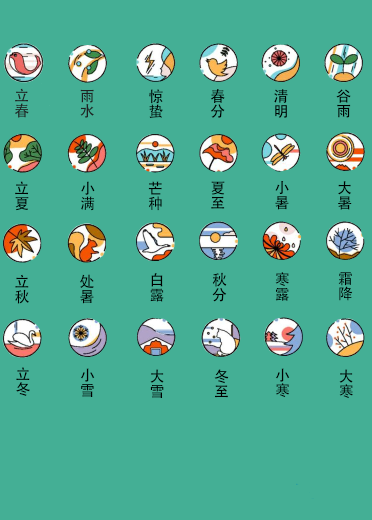 立春
雨水
惊蛰
春分
清明
谷雨
立夏
小满
芒种
夏至
小暑
大暑
立秋
处暑
白露
秋分
寒露
霜降
立冬
小雪
大雪
冬至
小寒
大寒